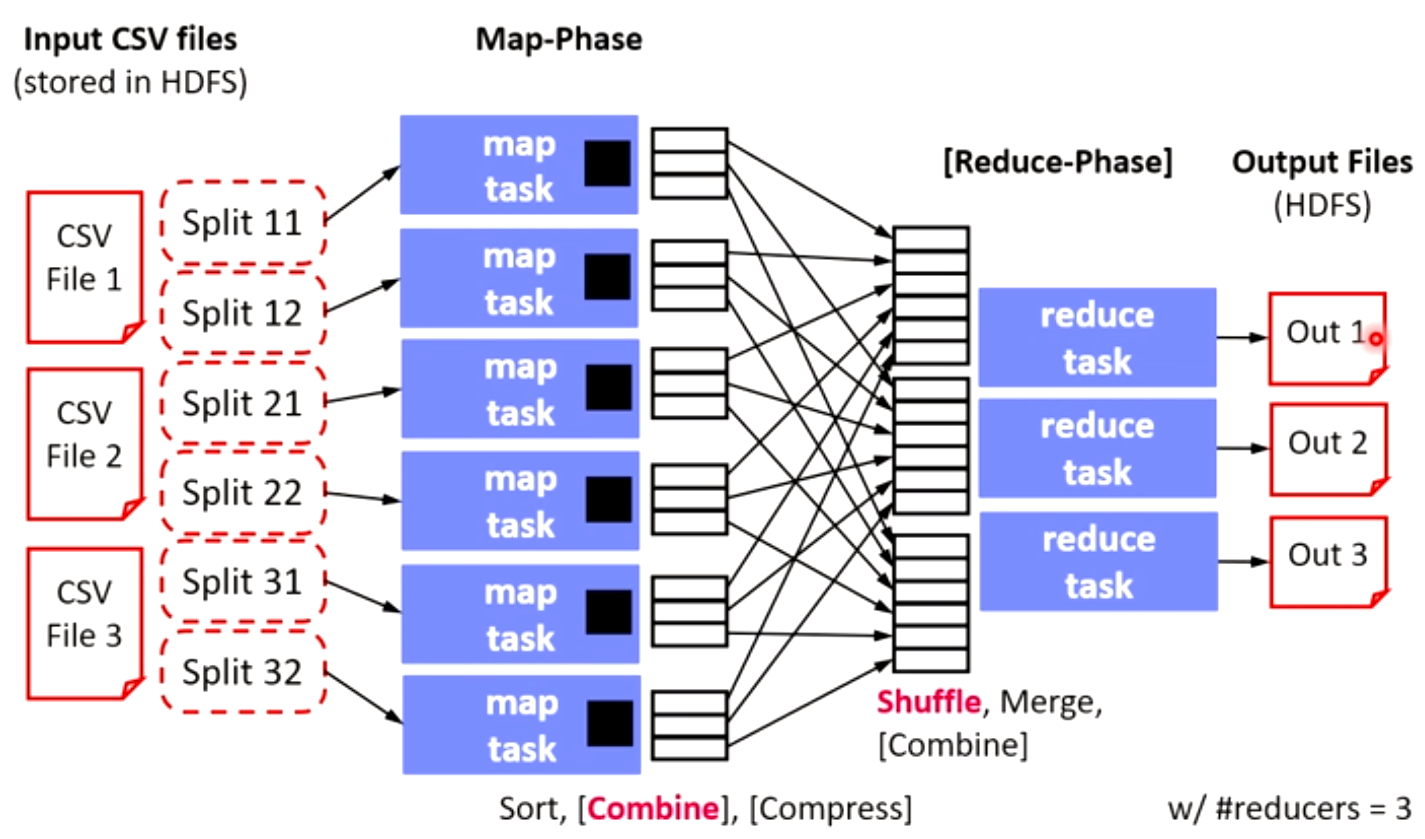 Input CSV files
(stored in HDFS)
Map-Phase
[Reduce-Phase]
Output Files
(HDFS)
CSV
File 1
CSV
File 2
CSV
File 3
Split 11
Split 12
Split 21
Split 22
Split 31
Split 32
map
task
map
task
map
task
map
task
map
task
map
task
reduce
task
reduce
task
reduce
task
Out 1
Out 2
Out 3
Shuffle, Merge,
[Combine]
Sort, [Combine], [Compress]
w/ #reducers = 3